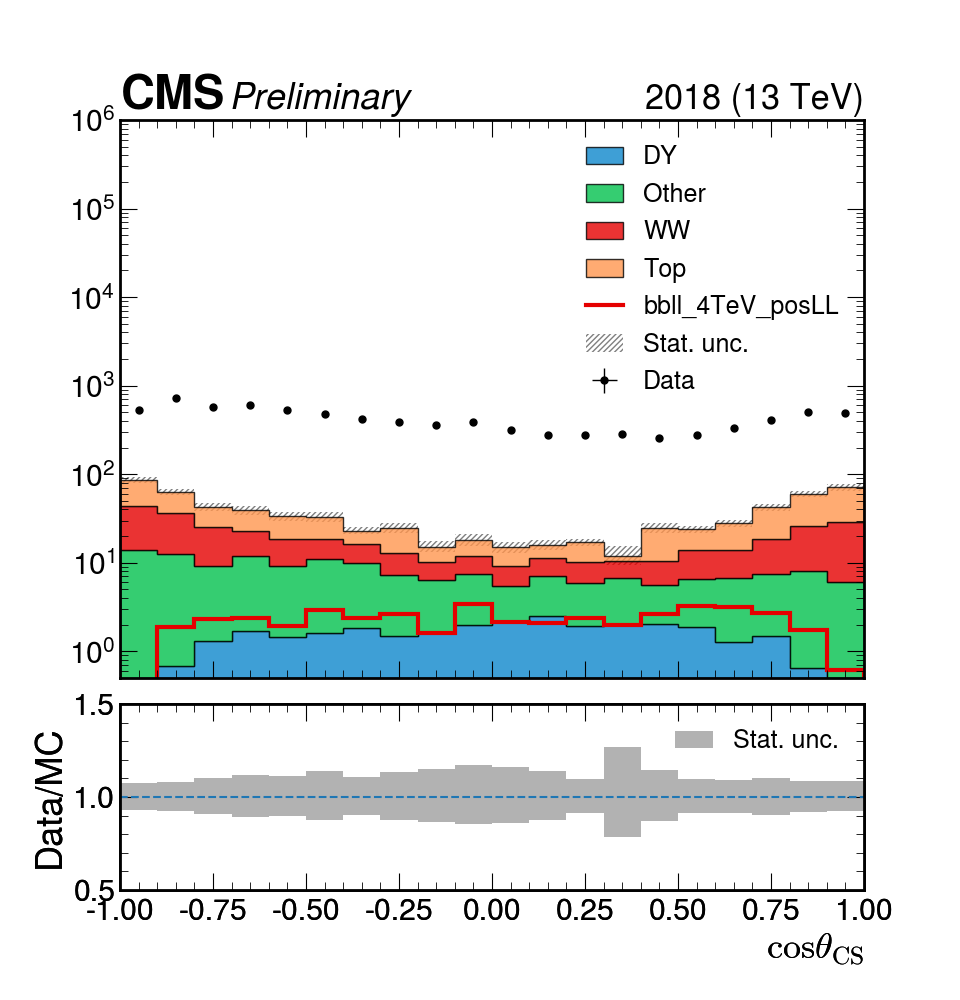 CMS Preliminary 2018 (13 TeV)
10^6
DY
Other
10^5
WW
Top
10^4
bbll_4TeV_posLL
Stat. unc.
10^3
Data
10^2
10^1
10^0
1.5
Stat. unc.
Data/MC
1.0
0.5
-1.00 -0.75 -0.50 -0.25 0.00 0.25 0.50 0.75 1.00
cosθ_CS